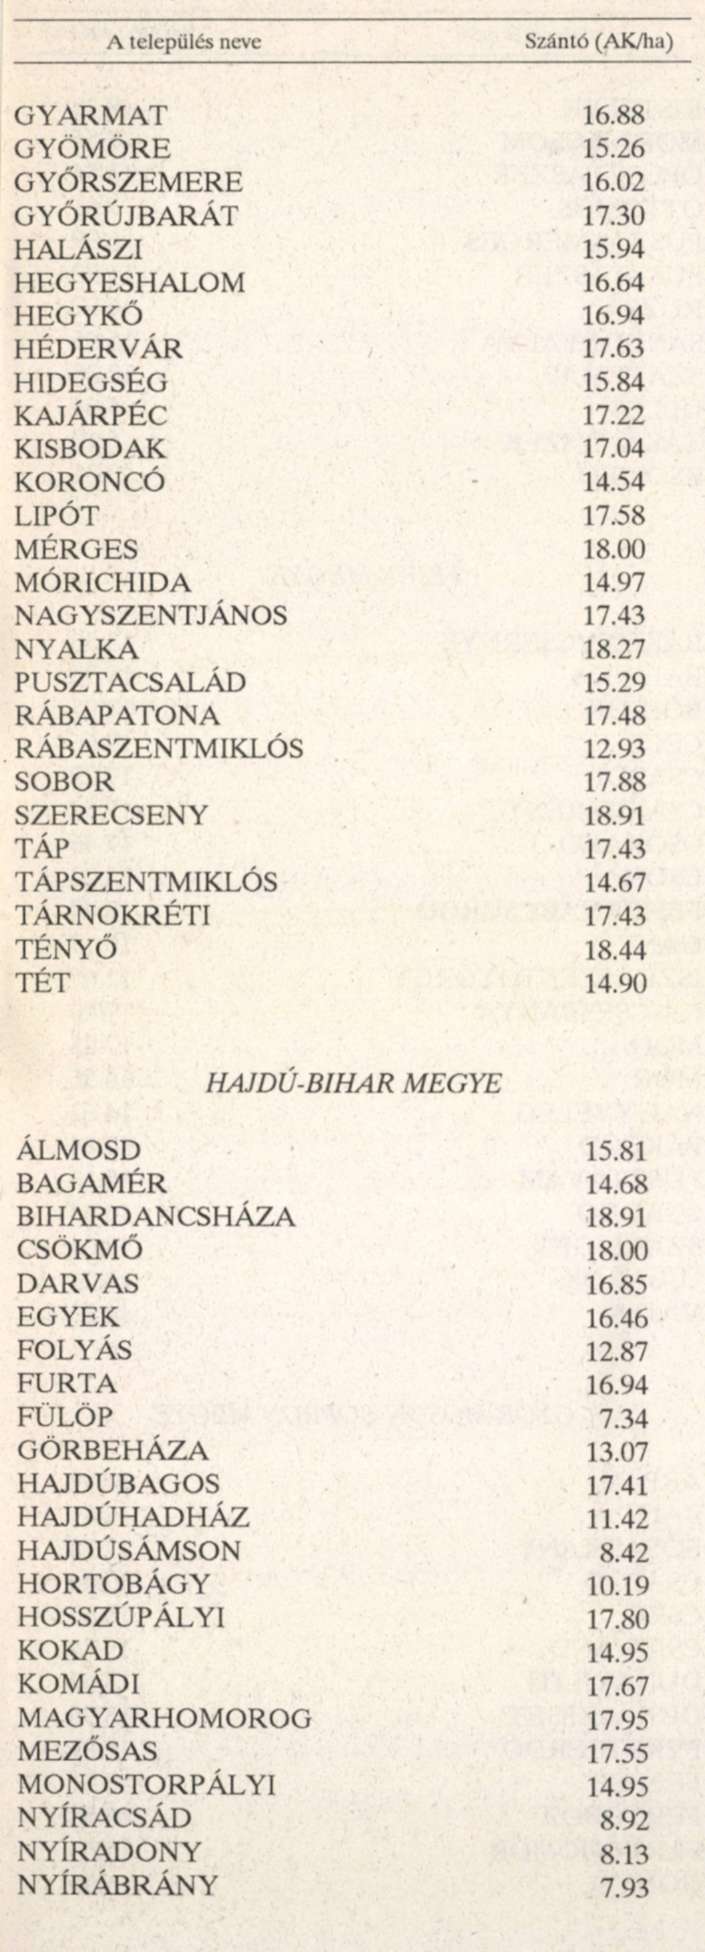 A település neve Szántó (AK/ha)
GYARMAT 16.88
GYÖMÖRE 15.26
GYŐRSZEMERE 16.02
GYŐRÚJBARÁT 17.30
HALÁSZI 15.94
HEGYESHALOM 16.64
HEGYKŐ 16.94
HÉDERVÁR 17.63
HIDEGSÉG 15.84
KAJÁRPÉC 17.22
KISBODAK 17.04
KORONCÓ 14.54
LIPÓT 17.58
MÉRGES 18.00
MÓRICHIDA 14.97
NAGYSZENTJÁNOS 17.43
NYALKA 18.27
PUSZTACSALÁD 15.29
RÁBAPATONA 17.48
RÁBASZENTMIKLÓS 12.93
SOBOR 17.88
SZERECSENY 18.91
TÁP 17.43
TÁPSZENTMIKLÓS 14.67
TÁRNOKRÉTI 17.43
TÉNYŐ 18.44
TÉT 14.90
HAJDÚ-BIHAR MEGYE
ÁLMOSD 15.81
BAGAMÉR 14.68
BIHARDANCSHÁZA 18.91
CSÖKMŐ 18.00
DARVAS 16.85
EGYEK 16.46
FOLYÁS 12.87
FURTA 16.94
FÜLÖP 7.34
GÖRBEHÁZA 13.07
HAJDÚBAGOS 17.41
HAJDÚHADHÁZ 11.42
HAJDÚSÁMSON 8.42
HORTOBÁGY 10.19
HOSSZÚPÁLYI 17.80
KOKAD 14.95
KOMÁDI 17.67
MAGYARHOMOROG 17.95
MEZŐSAS 17.55
MONOSTORPÁLYI 14.95
NYÍRACSÁD 8.92
NYÍRADONY 8.13
NYÍRÁBRÁNY 7.93